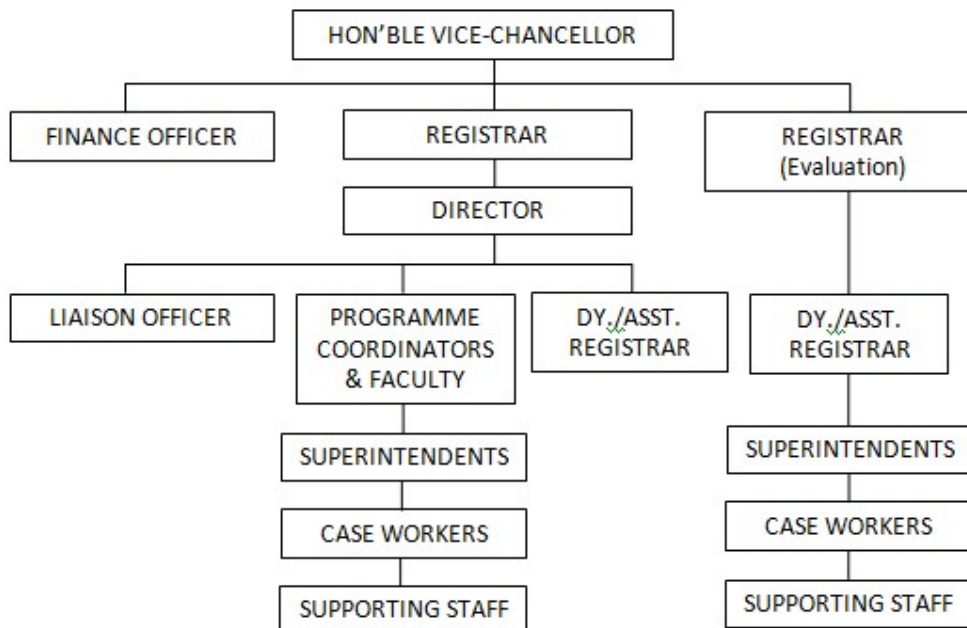 HON'BLE VICE-CHANCELLOR
FINANCE OFFICER
REGISTRAR
REGISTRAR
(Evaluation)
DIRECTOR
LIAISON OFFICER
PROGRAMME
COORDINATORS
& FACULTY
DY./ASST.
REGISTRAR
DY./ASST.
REGISTRAR
SUPERINTENDENTS
SUPERINTENDENTS
CASE WORKERS
CASE WORKERS
SUPPORTING STAFF
SUPPORTING STAFF